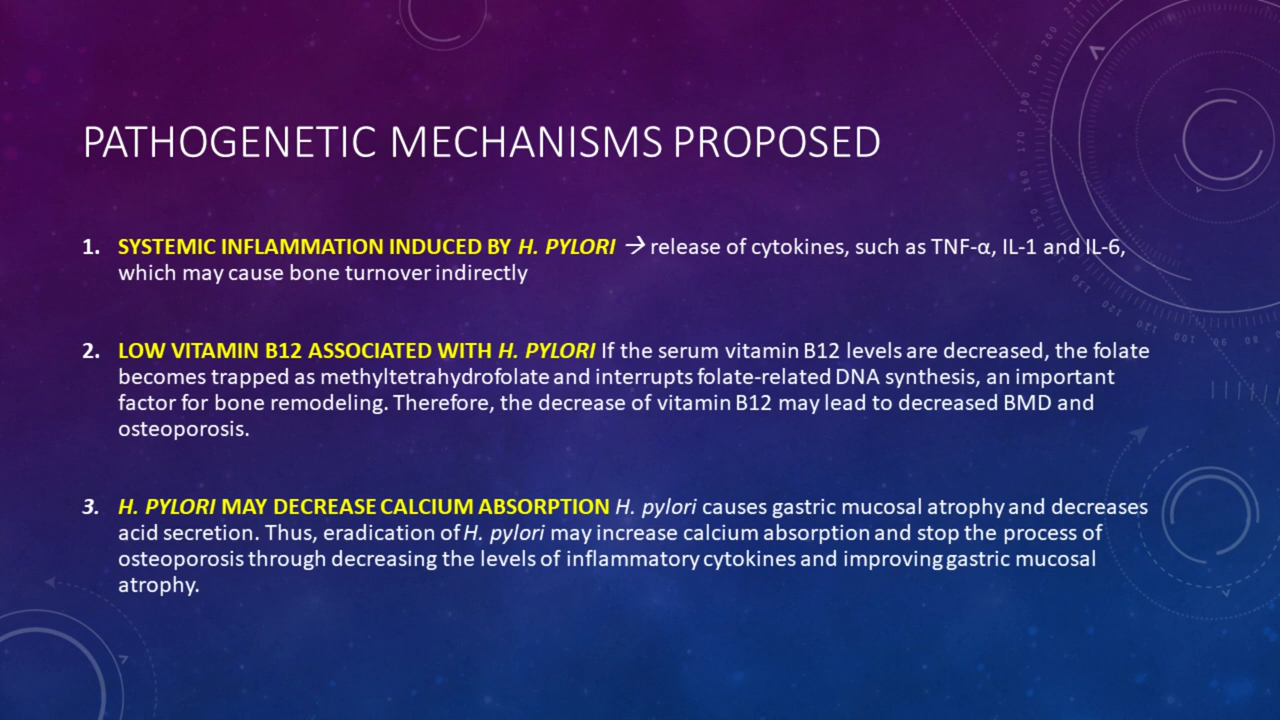 PATHOGENETIC MECHANISMS PROPOSED
1. SYSTEMIC INFLAMMATION INDUCED BY H. PYLORI → release of cytokines, such as TNF-α, IL-1 and IL-6,
which may cause bone turnover indirectly
2. LOW VITAMIN B12 ASSOCIATED WITH H. PYLORI If the serum vitamin B12 levels are decreased, the folate
becomes trapped as methyltetrahydrofolate and interrupts folate-related DNA synthesis, an important
factor for bone remodeling. Therefore, the decrease of vitamin B12 may lead to decreased BMD and
osteoporosis.
3. H. PYLORI MAY DECREASE CALCIUM ABSORPTION H. pylori causes gastric mucosal atrophy and decreases
acid secretion. Thus, eradication of H. pylori may increase calcium absorption and stop the process of
osteoporosis through decreasing the levels of inflammatory cytokines and improving gastric mucosal
atrophy.